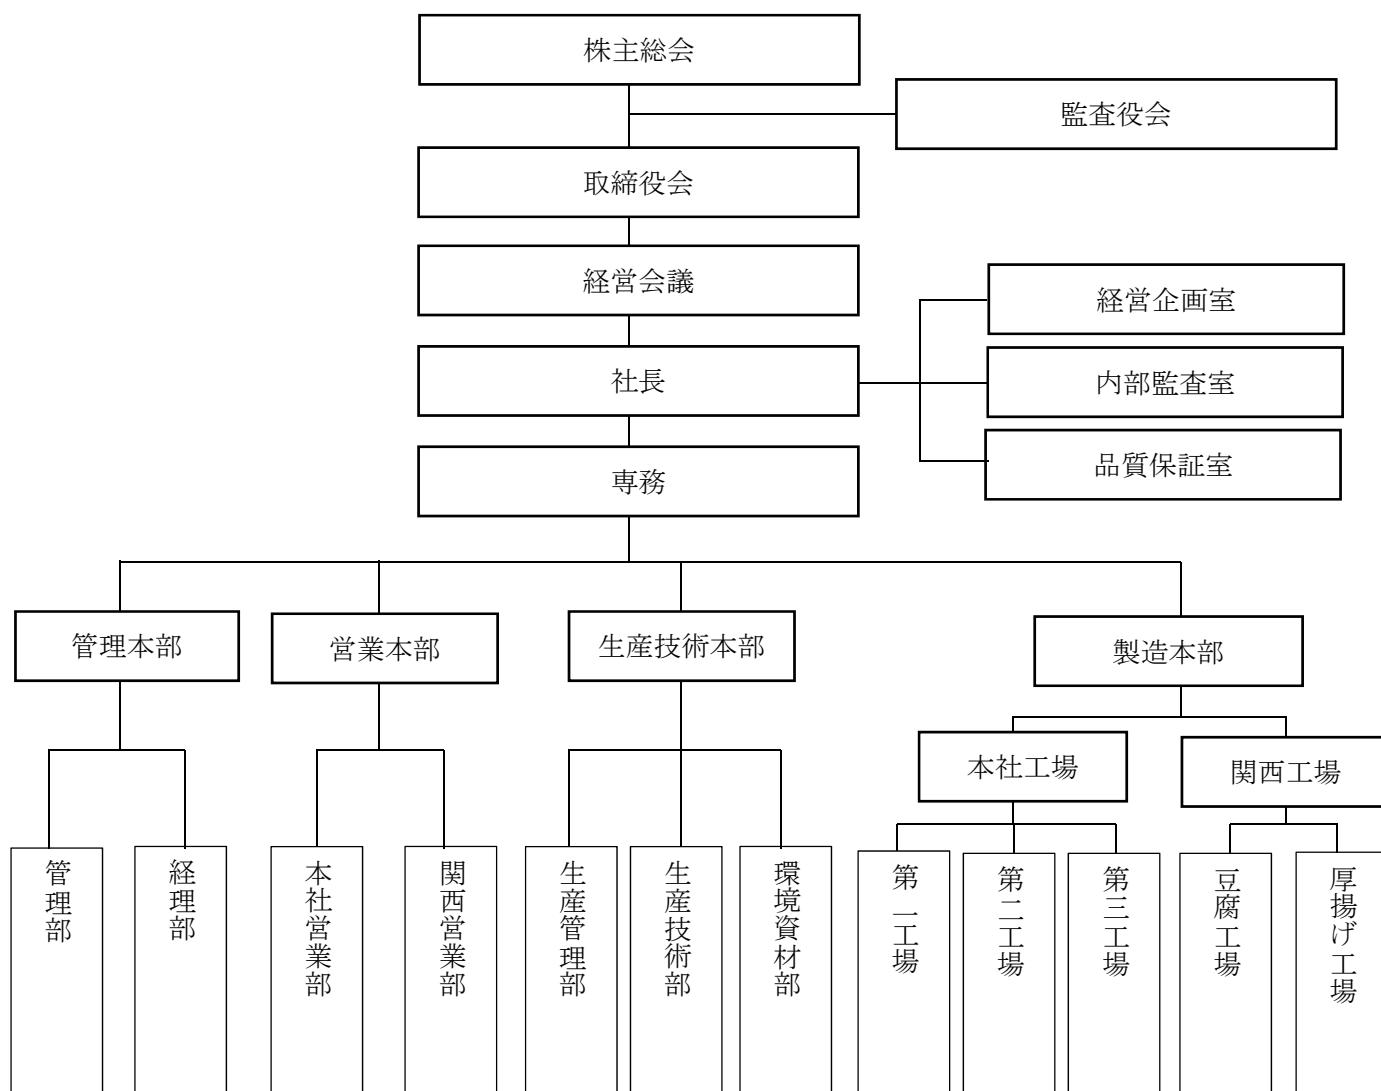 株主総会
監査役会
取締役会
経営会議
経営企画室
社長
内部監査室
品質保証室
専務
管理本部
営業本部
生産技術本部
製造本部
本社工場
関西工場
管理部
経理部
本社営業部
関西営業部
生産管理部
生産技術部
環境資材部
第一工場
第二工場
第三工場
豆腐工場
厚揚げ工場